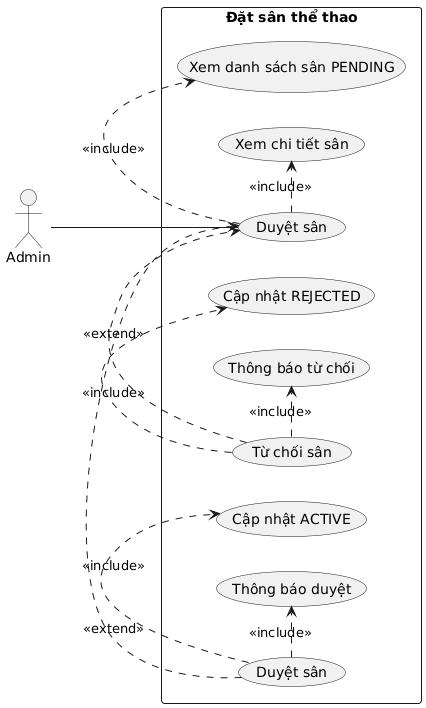 Đặt sân thể thao
Xem danh sách sân PENDING
«include»
Xem chi tiết sân
«include»
Duyệt sân
Admin
Cập nhật REJECTED
«extend»
Thông báo từ chối
«include»
«include»
Từ chối sân
Cập nhật ACTIVE
«include»
Thông báo duyệt
«extend»
«include»
Duyệt sân